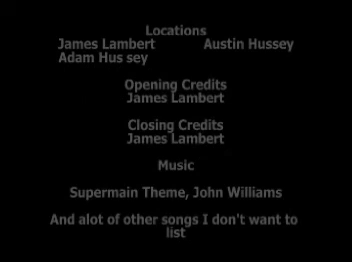 Locations
James Lambert Austin Hussey
Adam Hus sey
Opening Credits
James Lambert
Closing Credits
James Lambert
Music
Supermain Theme, John Williams
And alot of other songs I don't want to
list